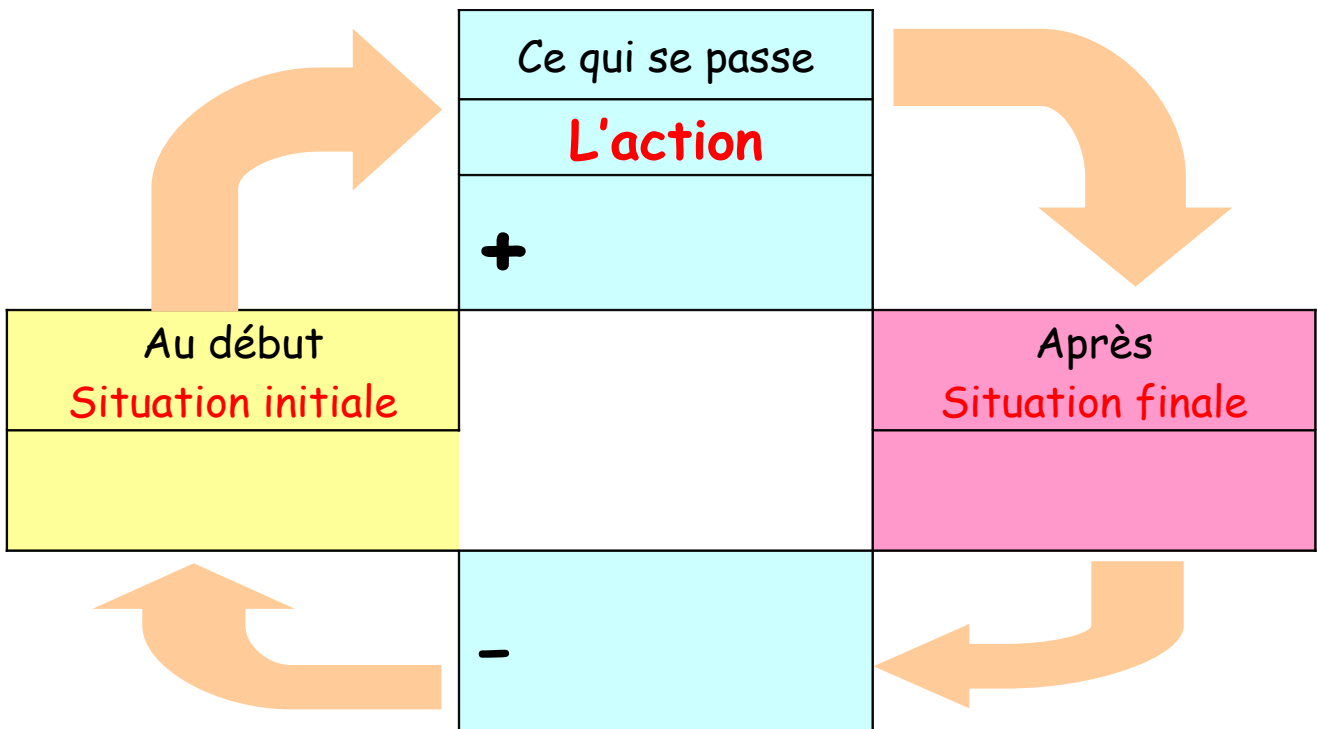 Ce qui se passe
L'action
+
Au début
Situation initiale
Après
Situation finale
-